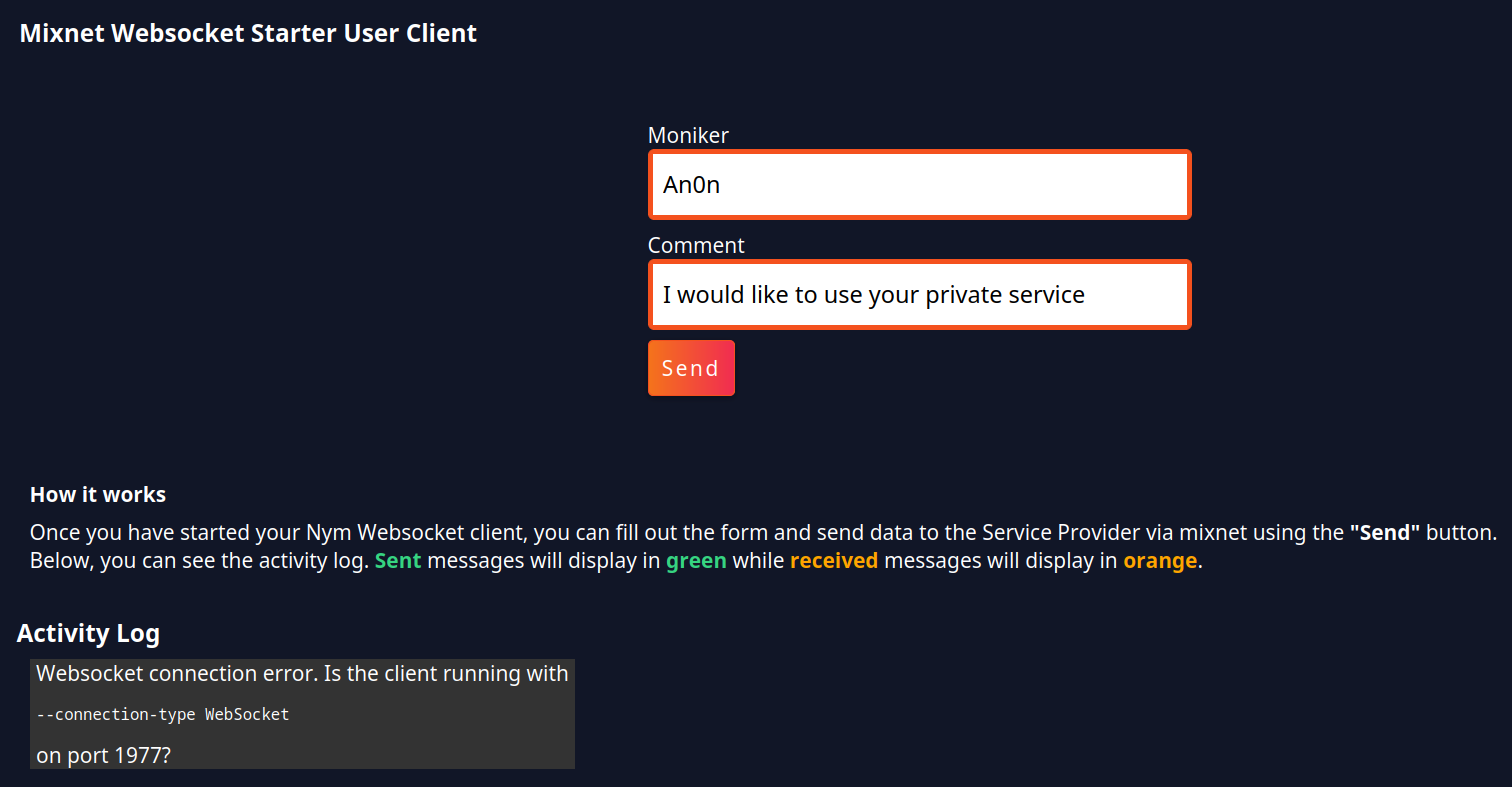 Mixnet Websocket Starter User Client
Moniker
An0n
Comment
I would like to use your private service
Send
How it works
Once you have started your Nym Websocket client, you can fill out the form and send data to the Service Provider via mixnet using the "Send" button.
Below, you can see the activity log. Sent messages will display in green while received messages will display in orange.
Activity Log
Websocket connection error. Is the client running with
--connection-type WebSocket
on port 1977?